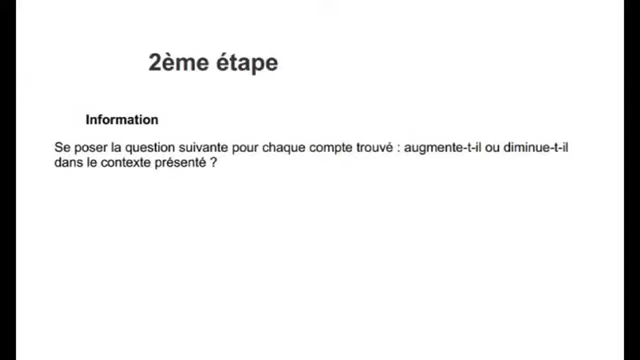 2ème étape
Information
Se poser la question suivante pour chaque compte trouvé : augmente-t-il ou diminue-t-il
dans le contexte présenté ?